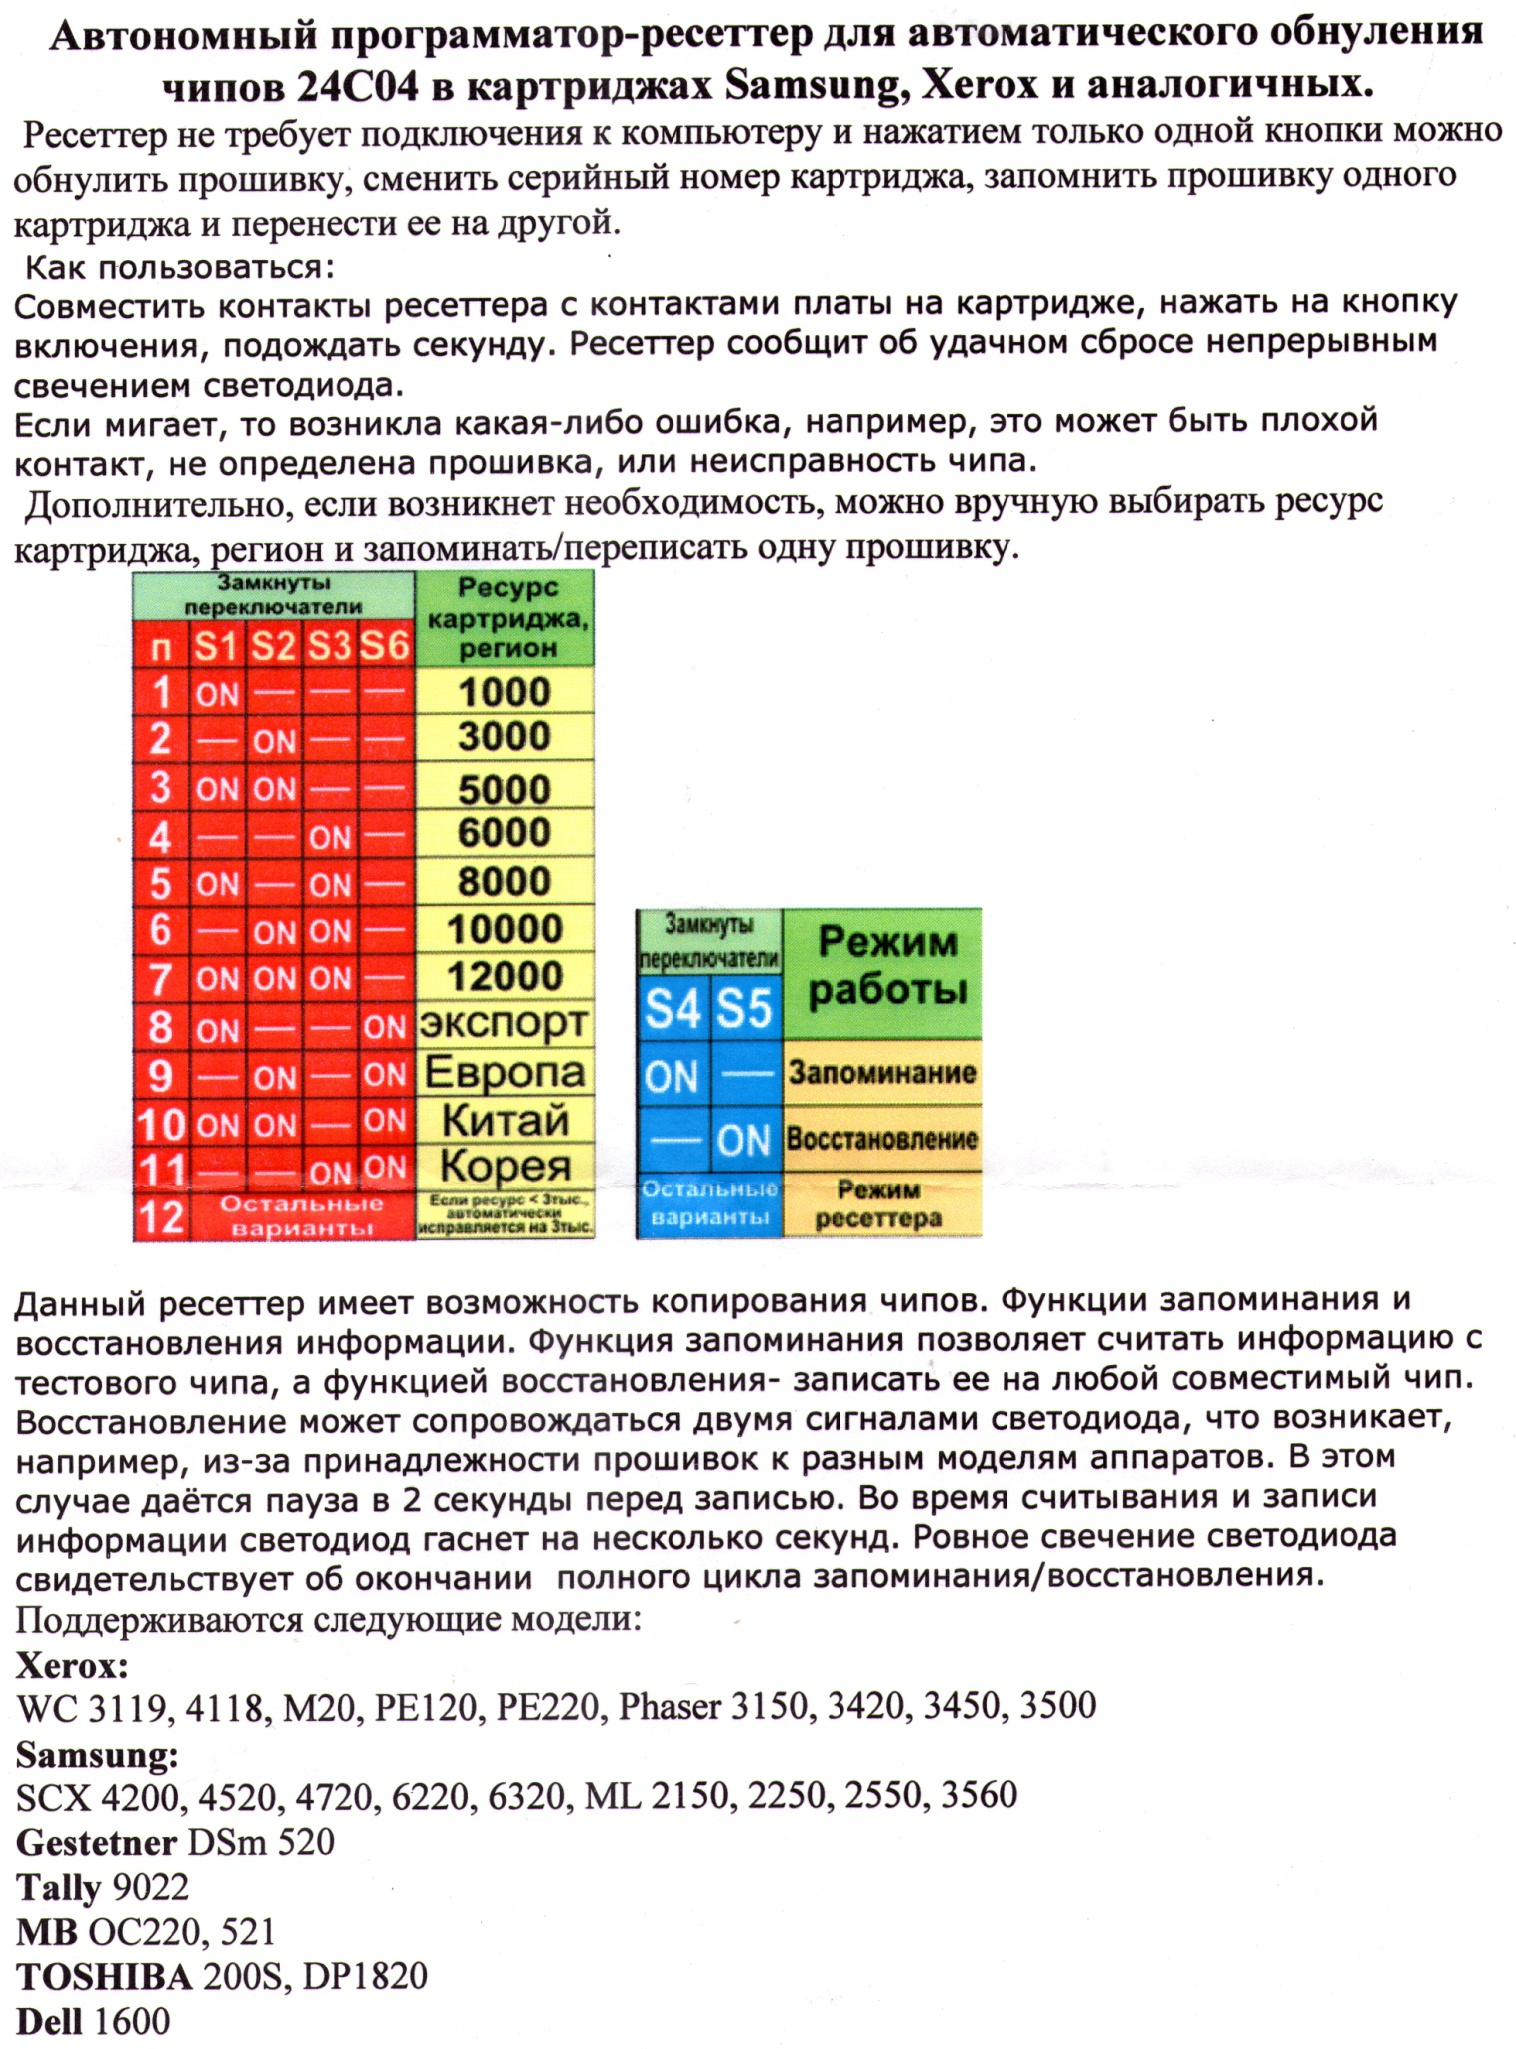 Автономный программатор-ресеттер для автоматического обнуления
чипов 24C04 в картриджах Samsung, Xerox и аналогичных.
Ресеттер не требует подключения к компьютеру и нажатием только одной кнопки можно
обнулить прошивку, сменить серийный номер картриджа, запомнить прошивку одного
картриджа и перенести ее на другой.
Как пользоваться:
Совместить контакты ресеттера с контактами платы на картридже, нажать на кнопку
включения, подождать секунду. Ресеттер сообщит об удачном сбросе непрерывным
свечением светодиода.
Если мигает, то возникла какая-либо ошибка, например, это может быть плохой
контакт, не определена прошивка, или неисправность чипа.
Дополнительно, если возникнет необходимость, можно вручную выбирать ресурс
картриджа, регион и запоминать/переписать одну прошивку.
Замкнуты
переключатели
Ресурс
картриджа,
регион
п S1 S2 S3 S6
1 ON — — — 1000
2 — ON — — 3000
3 ON ON — — 5000
4 — — ON — 6000
5 ON — ON — 8000
6 — ON ON — 10000
7 ON ON ON — 12000
8 ON — — ON экспорт
9 — ON — ON Европа
10 ON ON — ON Китай
11 — — ON ON Корея
12 Остальные
варианты
Если ресурс < 3тыс.,
автоматически
исправляется на 3тыс.
Замкнуты
переключатели
Режим
работы
S4 S5
ON — Запоминание
— ON Восстановление
Остальные
варианты
Режим
ресеттера
Данный ресеттер имеет возможность копирования чипов. Функции запоминания и
восстановления информации. Функция запоминания позволяет считать информацию с
тестового чипа, а функцией восстановления- записать ее на любой совместимый чип.
Восстановление может сопровождаться двумя сигналами светодиода, что возникает,
например, из-за принадлежности прошивок к разным моделям аппаратов. В этом
случае даётся пауза в 2 секунды перед записью. Во время считывания и записи
информации светодиод гаснет на несколько секунд. Ровное свечение светодиода
свидетельствует об окончании полного цикла запоминания/восстановления.
Поддерживаются следующие модели:
Xerox:
WC 3119, 4118, M20, PE120, PE220, Phaser 3150, 3420, 3450, 3500
Samsung:
SCX 4200, 4520, 4720, 6220, 6320, ML 2150, 2250, 2550, 3560
Gestetner DSm 520
Tally 9022
MB OC220, 521
TOSHIBA 200S, DP1820
Dell 1600